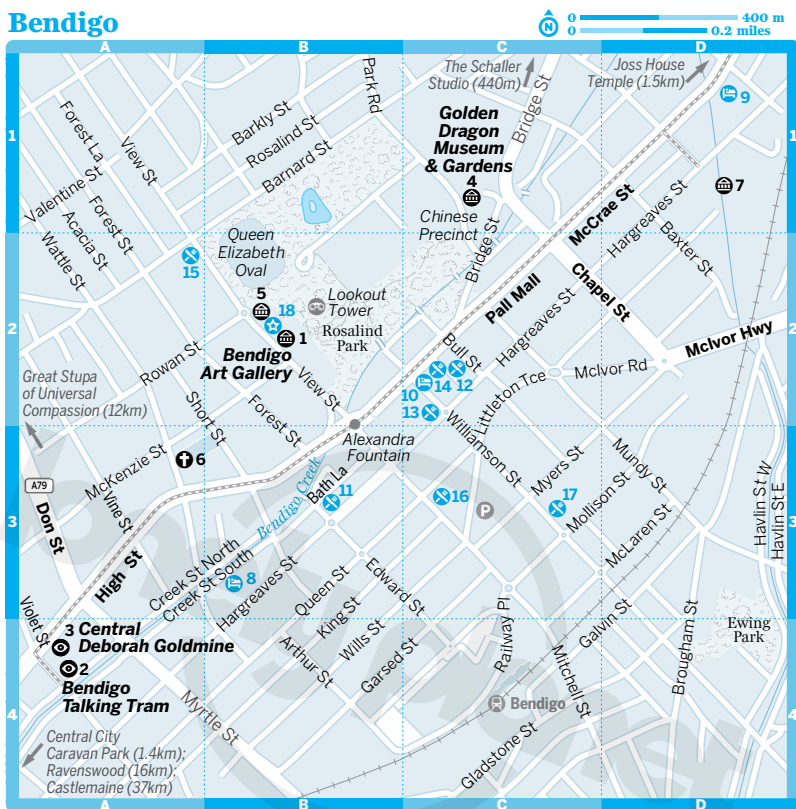 Bendigo
N
0 400 m
0 0.2 miles
A B C D
1
2
3
4
1
2
3
4
A B C D
The Schaller
Studio (440m)
Joss House
Temple (1.5km)
Park Rd
Bridge St
9
Golden
Dragon
Museum
& Gardens
4
Forest La
View St
Barkly St
Rosalind St
Barnard St
7
Valentine St
Forest St
Acacia St
Wattle St
Chinese
Precinct
Bridge St
McCrae St
Hargreaves St
Baxter St
15
Queen
Elizabeth
Oval
Pall Mall
Chapel St
5
18
1
Lookout
Tower
Rosalind
Park
Bendigo
Art Gallery
Bull St
Hargreaves St
McIvor Hwy
McIvor Rd
Great Stupa
of Universal
Compassion (12km)
Rowan St
Short St
Forest St
View St
10
14
12
13
Littleton Tce
Williamson St
Alexandra
Fountain
McKenzie St
6
Bendigo Creek
Bath La
11
16
P
Myers St
17
Mundy St
Mollison St
McLaren St
Havlin St W
Havlin St E
A79
Don St
Vine St
High St
Creek St North
Creek St South
8
Hargreaves St
Queen St
King St
Wills St
Edward St
Garsed St
Arthur St
Railway Pl
Galvin St
Mitchell St
Brougham St
Ewing
Park
Violet St
3 Central
Deborah Goldmine
2
Bendigo
Talking Tram
Myrtle St
Bendigo
Gladstone St
Central City
Caravan Park (1.4km);
Ravenswood (16km);
Castlemaine (37km)
lonely planet